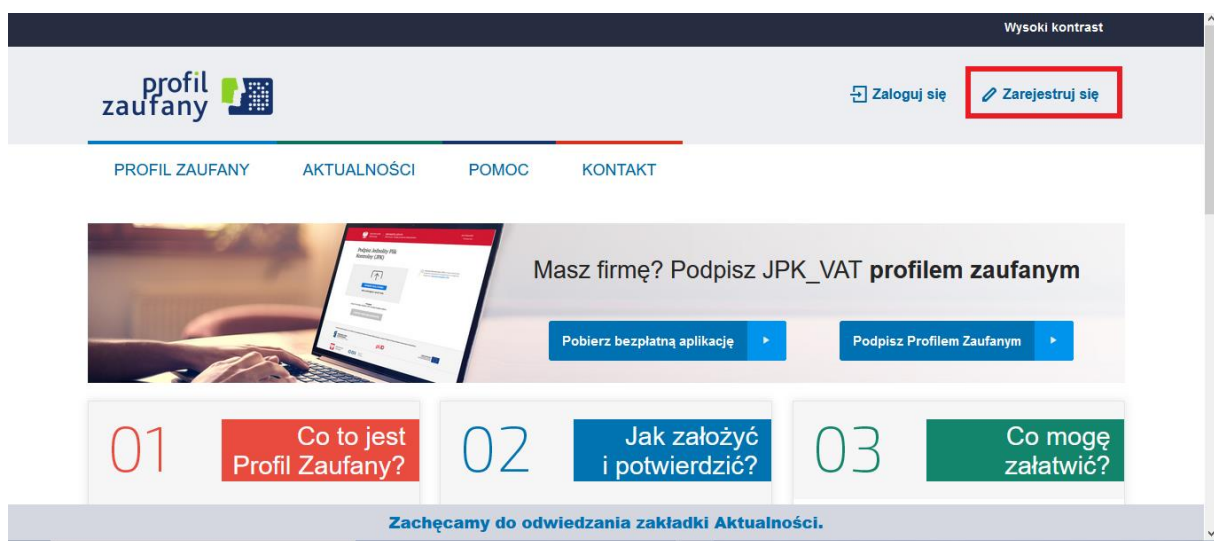 Wysoki kontrast
profil
zaufany
Zaloguj się
Zarejestruj się
PROFIL ZAUFANY AKTUALNOŚCI POMOC KONTAKT
Masz firmę? Podpisz JPK_VAT profilem zaufanym
Pobierz bezpłatną aplikację
Podpisz Profilem Zaufanym
01
Co to jest
Profil Zaufany?
02
Jak założyć
i potwierdzić?
03
Co mogę
załatwić?
Zachęcamy do odwiedzania zakładki Aktualności.